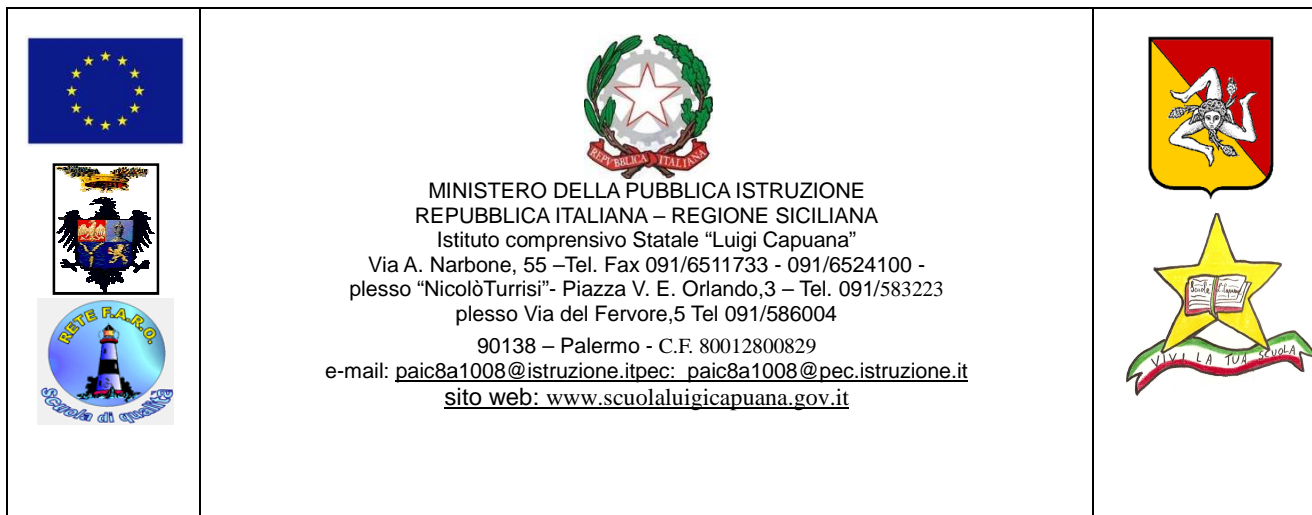 REPVBBLICA ITALIANA
MINISTERO DELLA PUBBLICA ISTRUZIONE
REPUBBLICA ITALIANA – REGIONE SICILIANA
Istituto comprensivo Statale “Luigi Capuana”
Via A. Narbone, 55 –Tel. Fax 091/6511733 - 091/6524100 -
plesso “NicolòTurrisi”- Piazza V. E. Orlando,3 – Tel. 091/583223
plesso Via del Fervore,5 Tel 091/586004
90138 – Palermo - C.F. 80012800829
e-mail: paic8a1008@istruzione.itpec: paic8a1008@pec.istruzione.it
sito web: www.scuolaluigicapuana.gov.it
RETE F.A.R.O.
Scuola di qualità
Scuola Capuana
VIVI LA TUA SCUOLA